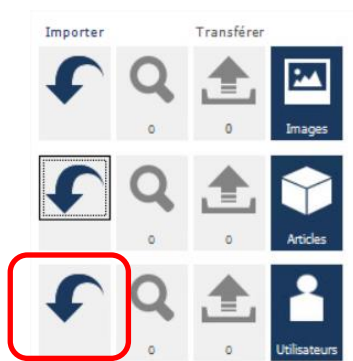 Importer Transférer
0 0 Images
0 0 Articles
0 0 Utilisateurs